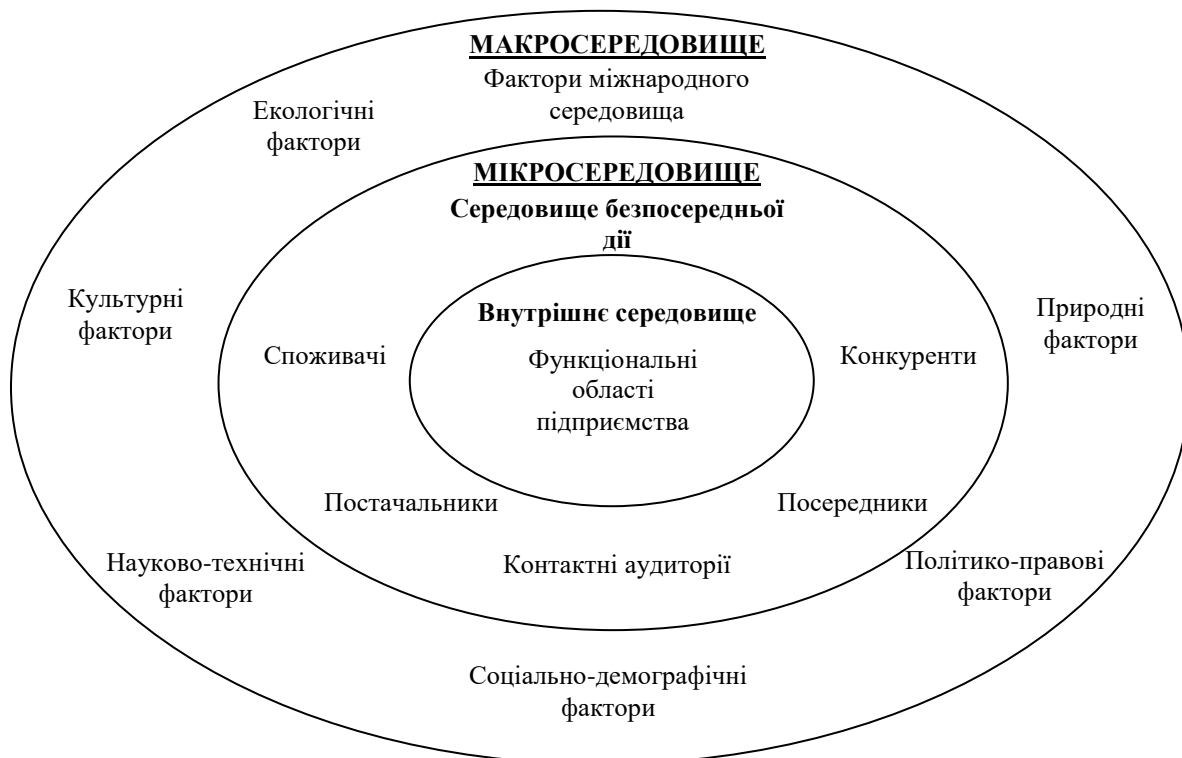 МАКРОСЕРЕДОВИЩЕ
Фактори міжнародного
середовища
Екологічні
фактори
МІКРОСЕРЕДОВИЩЕ
Середовище безпосередньої
дії
Культурні
фактори
Внутрішнє середовище
Природні
фактори
Споживачі
Функціональні
області
підприємства
Конкуренти
Постачальники
Посередники
Науково-технічні
фактори
Контактні аудиторії
Політико-правові
фактори
Соціально-демографічні
фактори